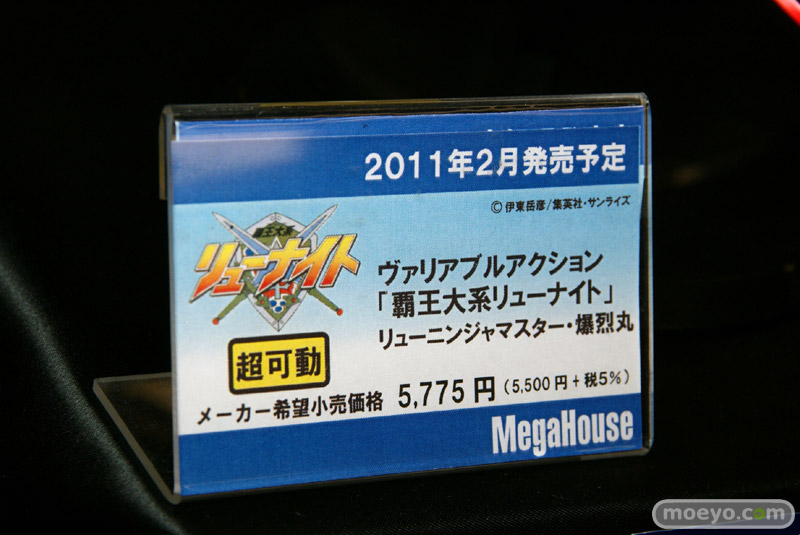 2011年2月発売予定
© 伊東岳彦/集英社・サンライズ
覇王大系
リューナイト
ヴァリアブルアクション
「覇王大系リューナイト」
リューニンジャマスター・爆烈丸
超可動
メーカー希望小売価格 5,775円(5,500円+税5%)
MegaHouse
moeyo.com